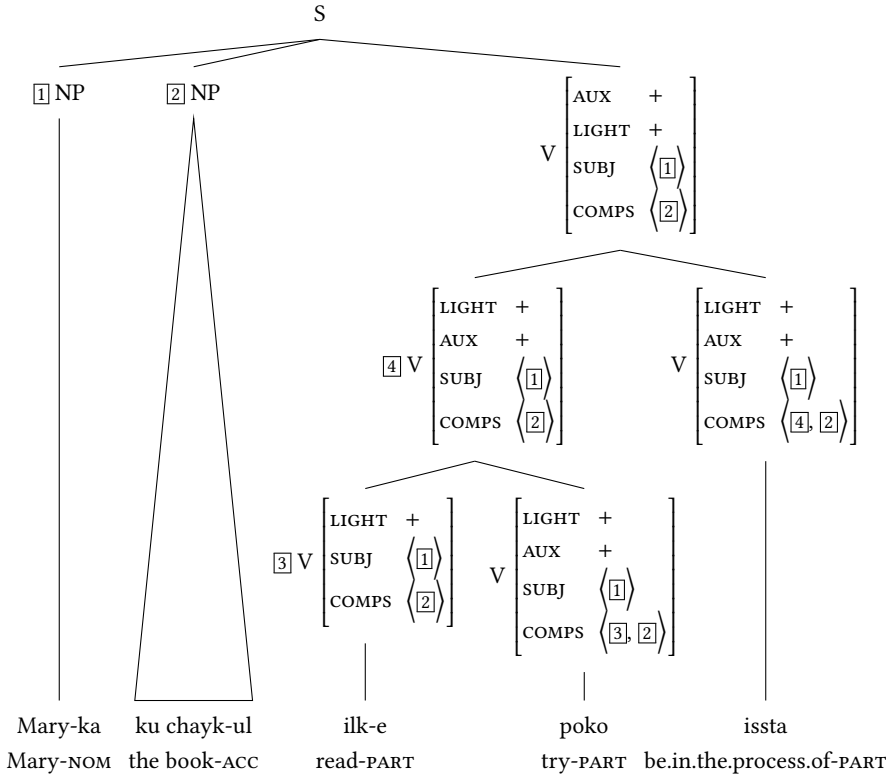 S
1 NP
2 NP
V [AUX +
LIGHT +
SUBJ ⟨1⟩
COMPS ⟨2⟩]
4 V [LIGHT +
AUX +
SUBJ ⟨1⟩
COMPS ⟨2⟩]
V [LIGHT +
AUX +
SUBJ ⟨1⟩
COMPS ⟨4, 2⟩]
3 V [LIGHT +
SUBJ ⟨1⟩
COMPS ⟨2⟩]
V [LIGHT +
AUX +
SUBJ ⟨1⟩
COMPS ⟨3, 2⟩]
Mary-ka ku chayk-ul ilk-e poko issta
Mary-NOM the book-ACC read-PART try-PART be.in.the.process.of-PART